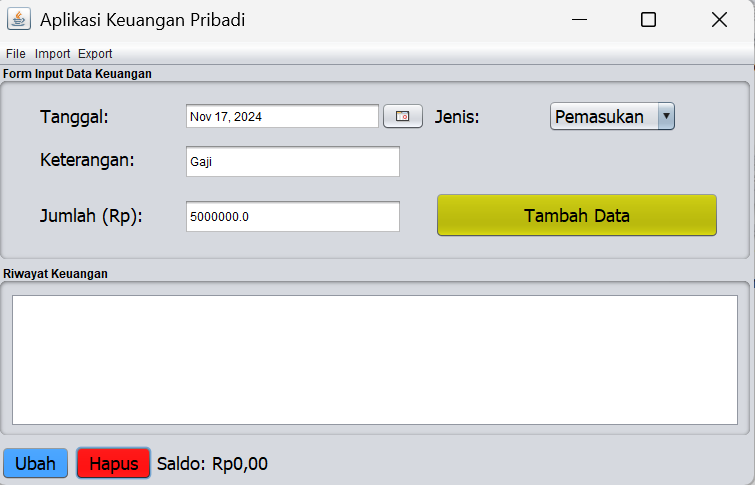 Aplikasi Keuangan Pribadi
File Import Export
Form Input Data Keuangan
Tanggal: Nov 17, 2024 Jenis: Pemasukan
Keterangan: Gaji
Jumlah (Rp): 5000000.0 Tambah Data
Riwayat Keuangan
Ubah Hapus Saldo: Rp0,00